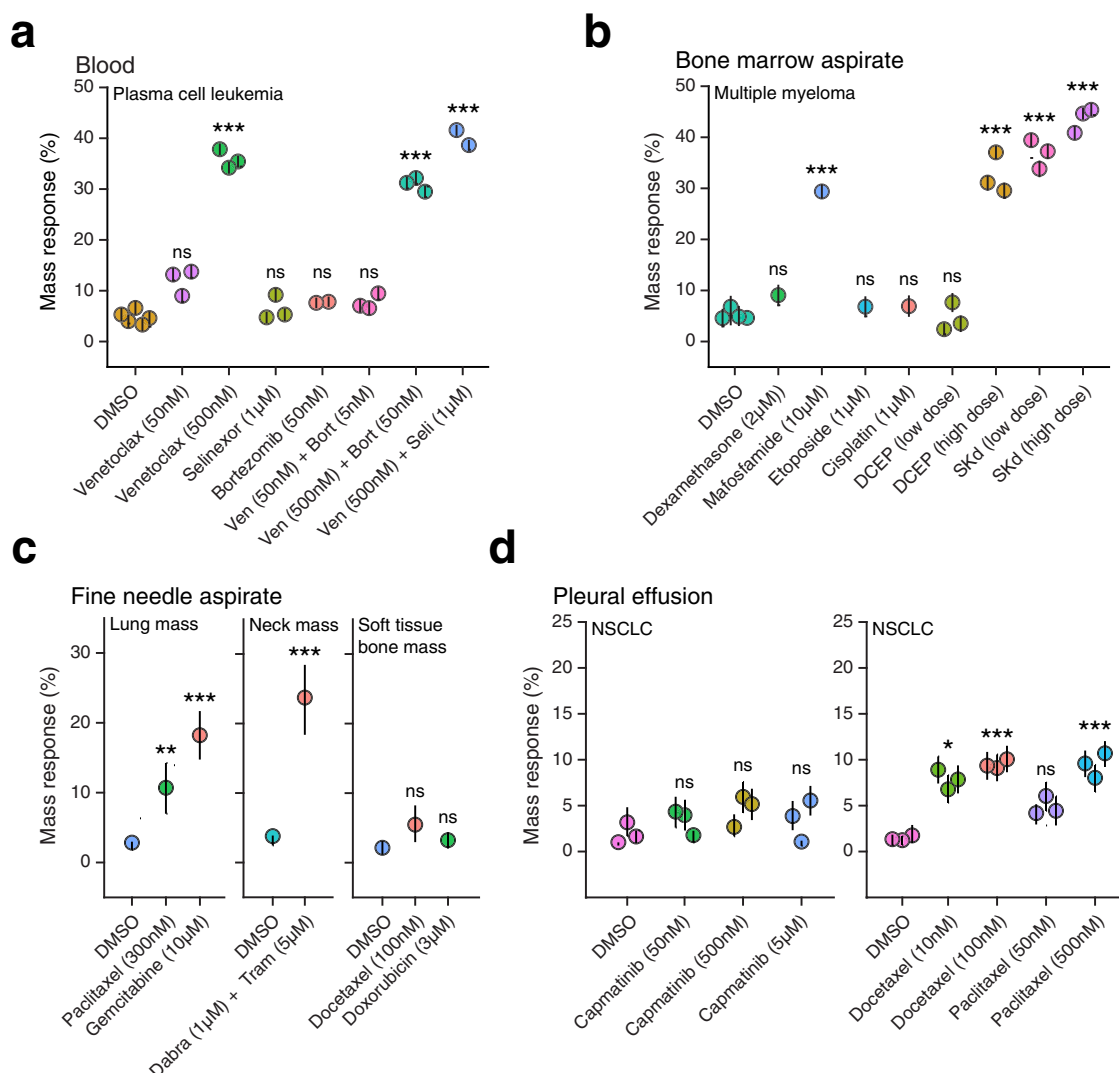 a
Blood
Plasma cell leukemia
Mass response (%)
50
40
30
20
10
0
***
***
***
ns
ns
ns
ns
DMSO
Venetoclax (50nM)
Venetoclax (500nM)
Selinexor (1µM)
Bortezomib (50nM)
Ven (50nM) + Bort (5nM)
Ven (500nM) + Bort (50nM)
Ven (500nM) + Seli (1µM)
b
Bone marrow aspirate
Multiple myeloma
Mass response (%)
50
40
30
20
10
0
***
***
***
***
ns
ns
ns
ns
DMSO
Dexamethasone (2µM))
Mafosfamide (10µM)
Etoposide (1µM)
Cisplatin (1µM)
DCEP (low dose)
DCEP (high dose)
SKd (low dose)
SKd (high dose)
c
Fine needle aspirate
Mass response (%)
30
20
10
0
Lung mass
**
***
DMSO
Paclitaxel (300nM)
Gemcitabine (10µM)
Neck mass
***
DMSO
Dabra (1µM) + Tram (5µM)
Soft tissue
bone mass
ns
ns
DMSO
Docetaxel (100nM)
Doxorubicin (3µM)
d
Pleural effusion
Mass response (%)
NSCLC
25
20
15
10
5
0
ns
ns
ns
DMSO
Capmatinib (50nM)
Capmatinib (500nM)
Capmatinib (5µM)
NSCLC
25
20
15
10
5
0
*
***
ns
***
DMSO
Docetaxel (10nM)
Docetaxel (100nM)
Paclitaxel (50nM)
Paclitaxel (500nM)